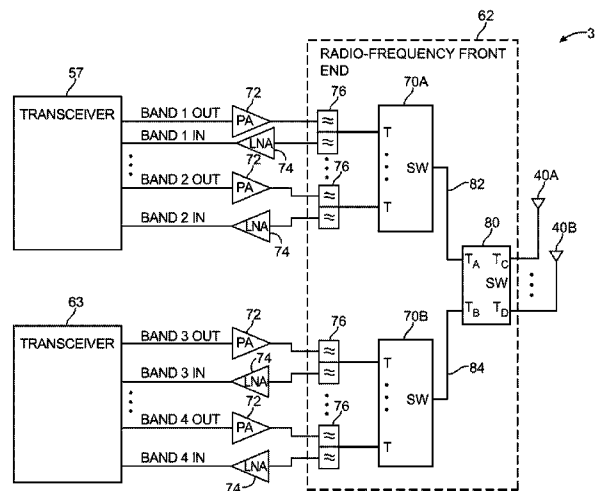 62
3
RADIO-FREQUENCY FRONT
END
57
TRANSCEIVER
BAND 1 OUT
72
PA
76
70A
T
BAND 1 IN
LNA
74
72
SW
82
76
BAND 2 OUT
PA
T
BAND 2 IN
LNA
74
40A
80
40B
TA
TC
SW
TB
TD
63
TRANSCEIVER
BAND 3 OUT
72
PA
76
70B
T
84
BAND 3 IN
74
LNA
72
SW
76
BAND 4 OUT
PA
T
BAND 4 IN
LNA
74